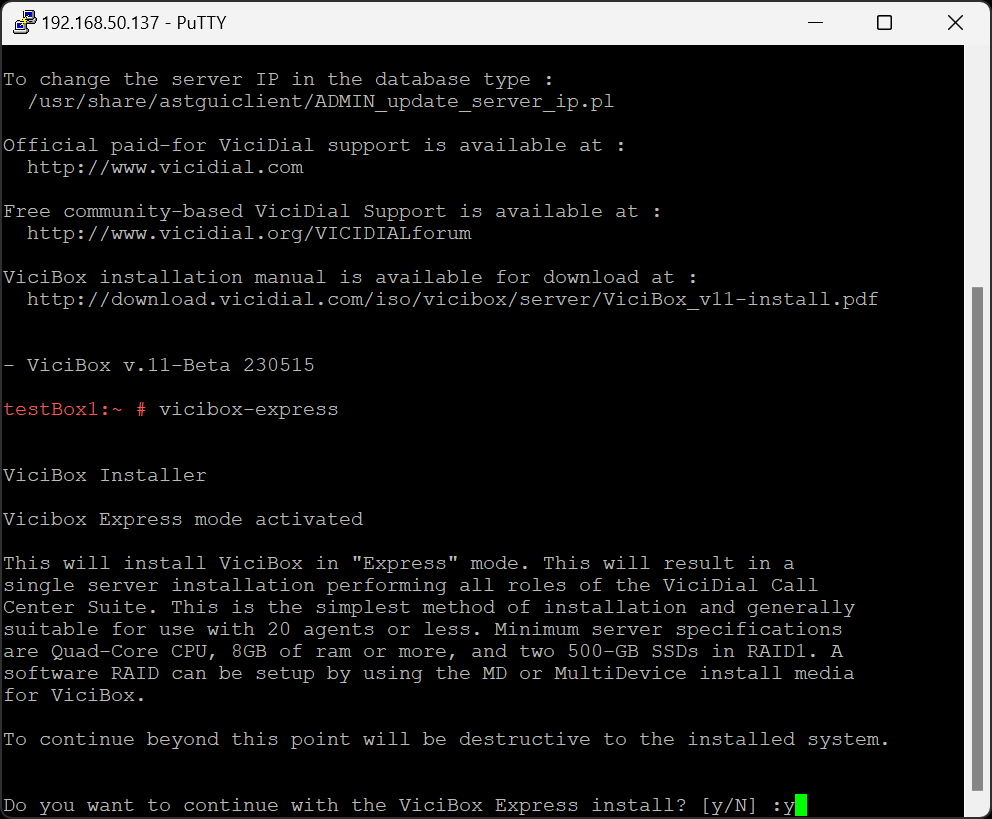 192.168.50.137 - PuTTY
To change the server IP in the database type :
/usr/share/astguiclient/ADMIN_update_server_ip.pl
Official paid-for ViciDial support is available at :
http://www.vicidial.com
Free community-based ViciDial Support is available at :
http://www.vicidial.org/VICIDIALforum
ViciBox installation manual is available for download at :
http://download.vicidial.com/iso/vicibox/server/ViciBox_v11-install.pdf
- ViciBox v.11-Beta 230515
testBox1:~ # vicibox-express
ViciBox Installer
Vicibox Express mode activated
This will install ViciBox in "Express" mode. This will result in a
single server installation performing all roles of the ViciDial Call
Center Suite. This is the simplest method of installation and generally
suitable for use with 20 agents or less. Minimum server specifications
are Quad-Core CPU, 8GB of ram or more, and two 500-GB SSDs in RAID1. A
software RAID can be setup by using the MD or MultiDevice install media
for ViciBox.
To continue beyond this point will be destructive to the installed system.
Do you want to continue with the ViciBox Express install? [y/N] :y